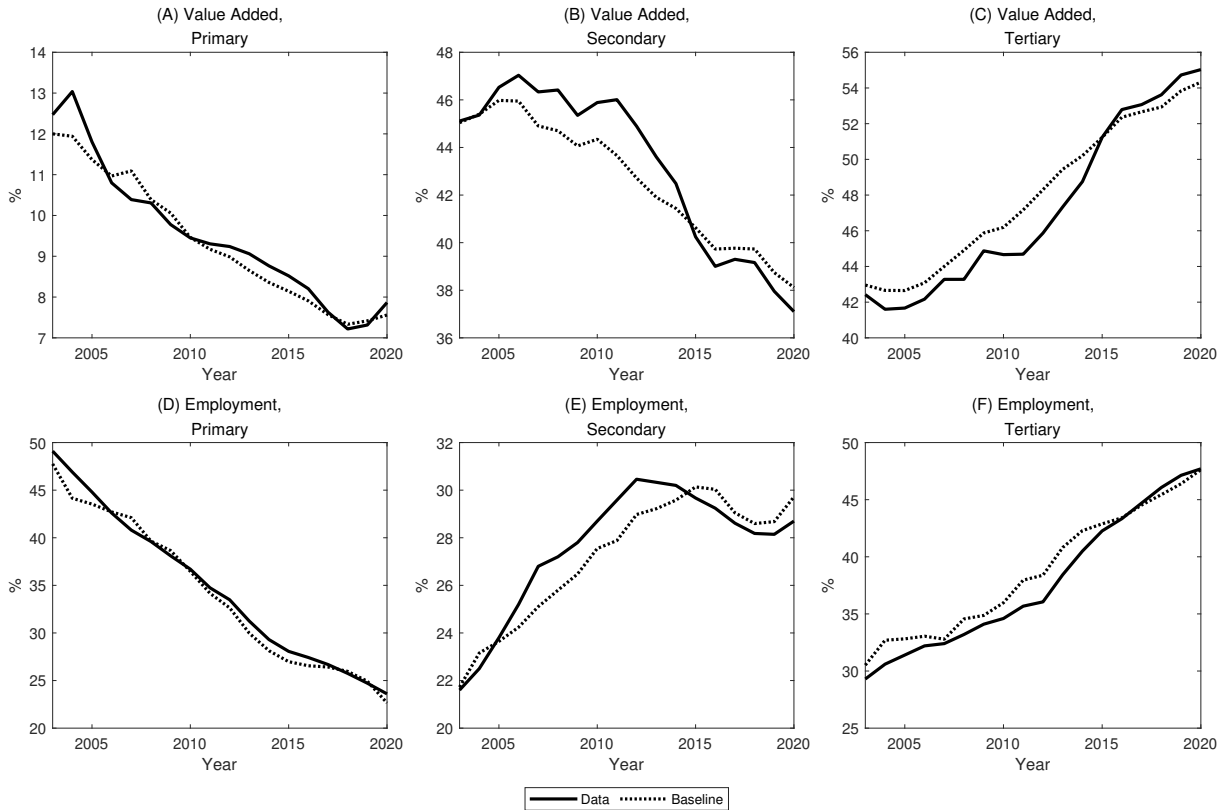 (A) Value Added,
Primary
14
13
12
11
10
9
8
7
%
2005 2010 2015 2020
Year
(B) Value Added,
Secondary
48
46
44
42
40
38
36
%
2005 2010 2015 2020
Year
(C) Value Added,
Tertiary
56
54
52
50
48
46
44
42
40
%
2005 2010 2015 2020
Year
(D) Employment,
Primary
50
45
40
35
30
25
20
%
2005 2010 2015 2020
Year
(E) Employment,
Secondary
32
30
28
26
24
22
20
%
2005 2010 2015 2020
Year
(F) Employment,
Tertiary
50
45
40
35
30
25
%
2005 2010 2015 2020
Year
Data Baseline